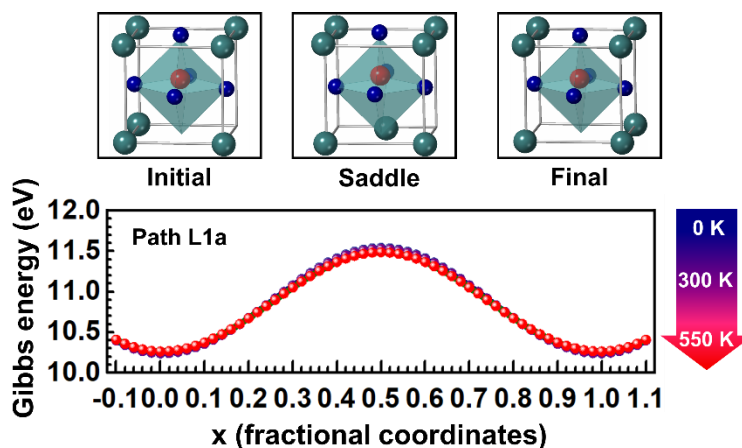 Initial
Saddle
Final
Gibbs energy (eV)
12.0
11.5
11.0
10.5
10.0
Path L1a
0 K
300 K
550 K
-0.1 0.0 0.1 0.2 0.3 0.4 0.5 0.6 0.7 0.8 0.9 1.0 1.1
x (fractional coordinates)